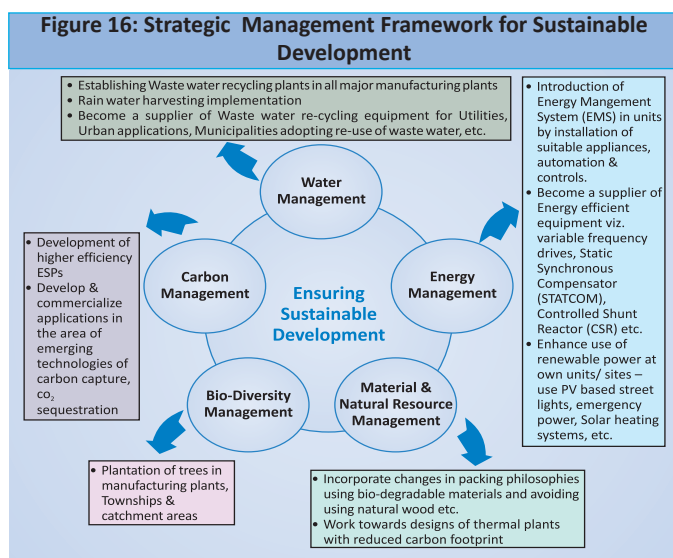 Figure 16: Strategic Management Framework for Sustainable
Development
• Establishing Waste water recycling plants in all major manufacturing plants
• Rain water harvesting implementation
• Become a supplier of Waste water re-cycling equipment for Utilities,
Urban applications, Municipalities adopting re-use of waste water, etc.
• Introduction of
Energy Mangement
System (EMS) in units
by installation of
suitable appliances,
automation &
controls.
• Become a supplier of
Energy efficient
equipment viz.
variable frequency
drives, Static
Synchronous
Compensator
(STATCOM),
Controlled Shunt
Reactor (CSR) etc.
• Enhance use of
renewable power at
own units/ sites –
use PV based street
lights, emergency
power, Solar heating
systems, etc.
Water
Management
• Development of
higher efficiency
ESPs
• Develop &
commercialize
applications in
the area of
emerging
technologies of
carbon capture,
co₂
sequestration
Carbon
Management
Energy
Management
Ensuring
Sustainable
Development
Bio-Diversity
Management
Material &
Natural Resource
Management
• Plantation of trees in
manufacturing plants,
Townships &
catchment areas
• Incorporate changes in packing philosophies
using bio-degradable materials and avoiding
using natural wood etc.
• Work towards designs of thermal plants
with reduced carbon footprint